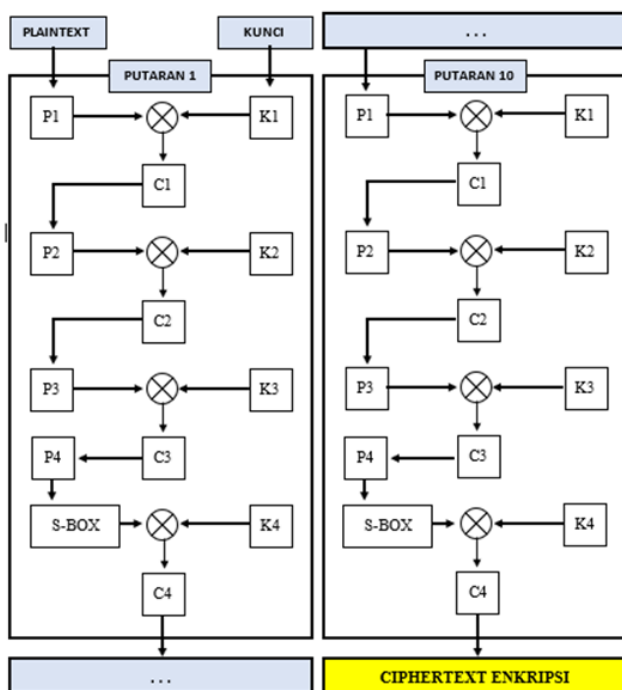 PLAINTEXT
KUNCI
PUTARAN 1
P1
K1
C1
P2
K2
C2
P3
K3
P4
C3
S-BOX
K4
C4
...
...
PUTARAN 10
P1
K1
C1
P2
K2
C2
P3
K3
P4
C3
S-BOX
K4
C4
CIPHERTEXT ENKRIPSI